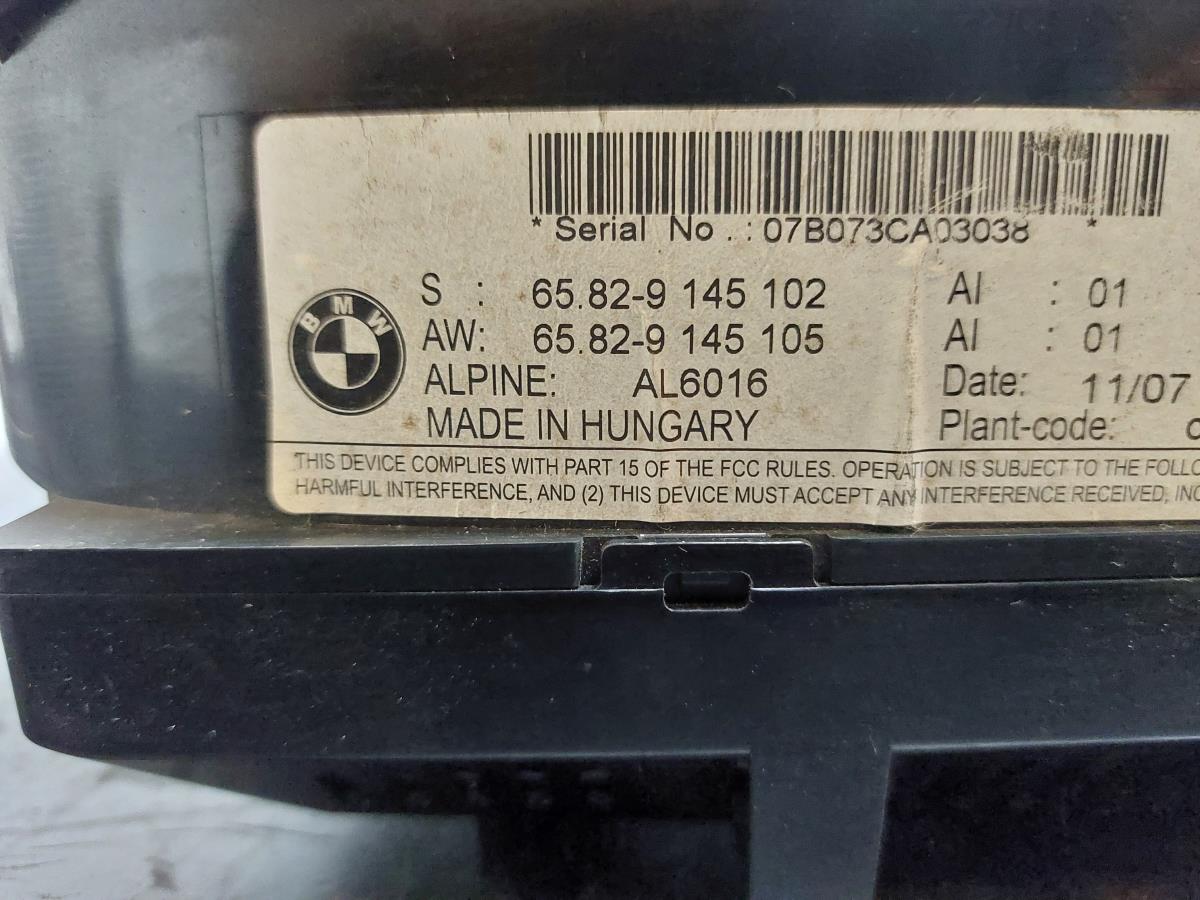 * Serial No. : 07B073CA03038 *
S : 65.82-9 145 102 AI : 01
AW: 65.82-9 145 105 AI : 01
BMW
ALPINE: AL6016 Date: 11/07
MADE IN HUNGARY Plant-code:
THIS DEVICE COMPLIES WITH PART 15 OF THE FCC RULES. OPERATION IS SUBJECT TO THE FOLLO
HARMFUL INTERFERENCE, AND (2) THIS DEVICE MUST ACCEPT ANY INTERFERENCE RECEIVED, INC